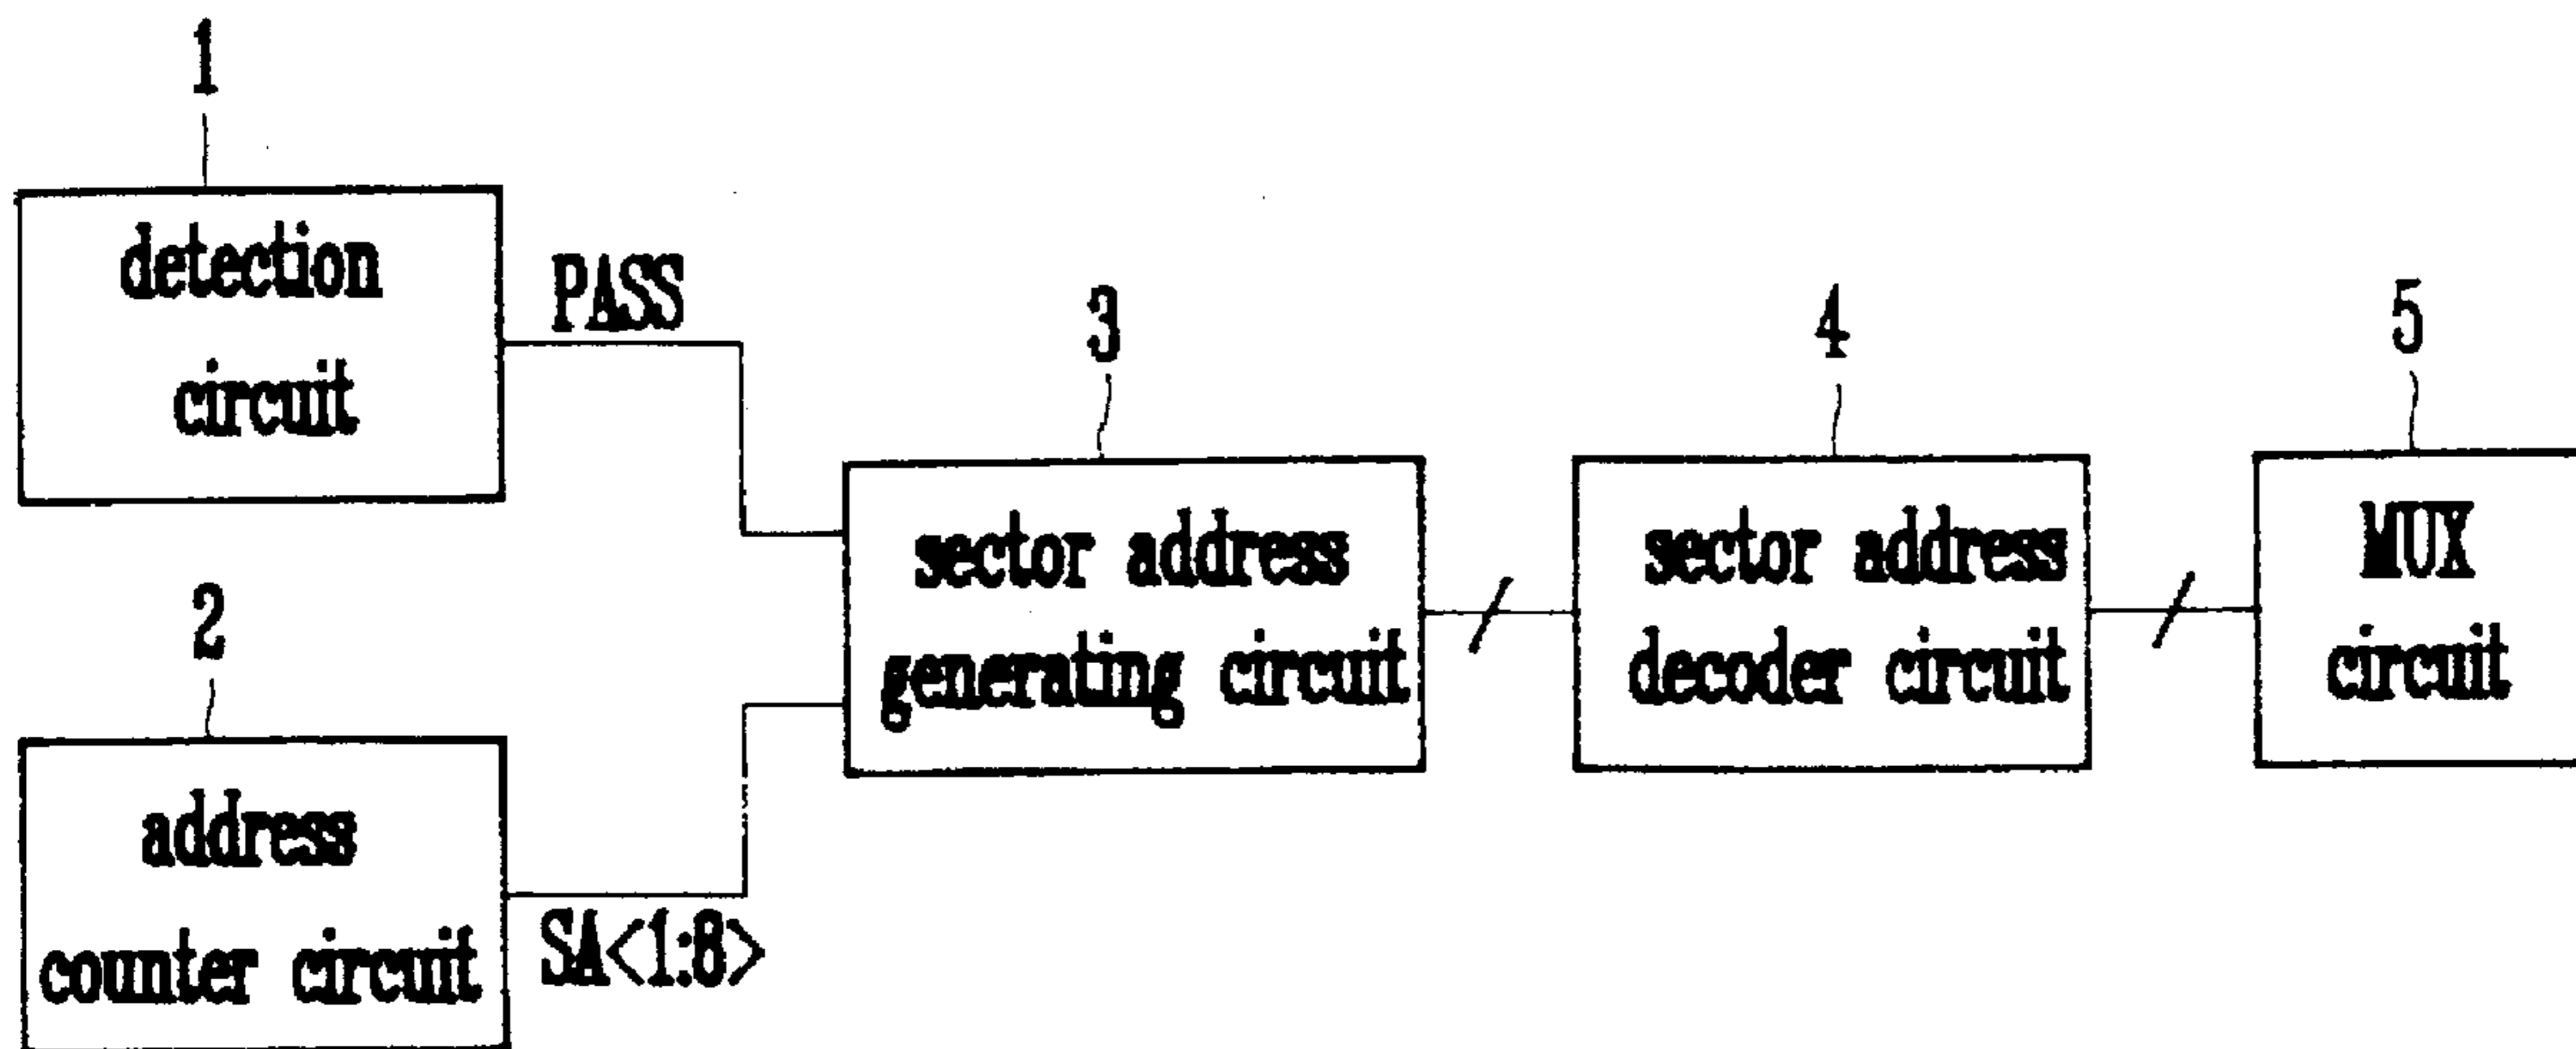 1
detection
circuit
PASS
2
address
counter circuit
SA<1:8>
3
sector address
generating circuit
4
sector address
decoder circuit
5
MUX
circuit